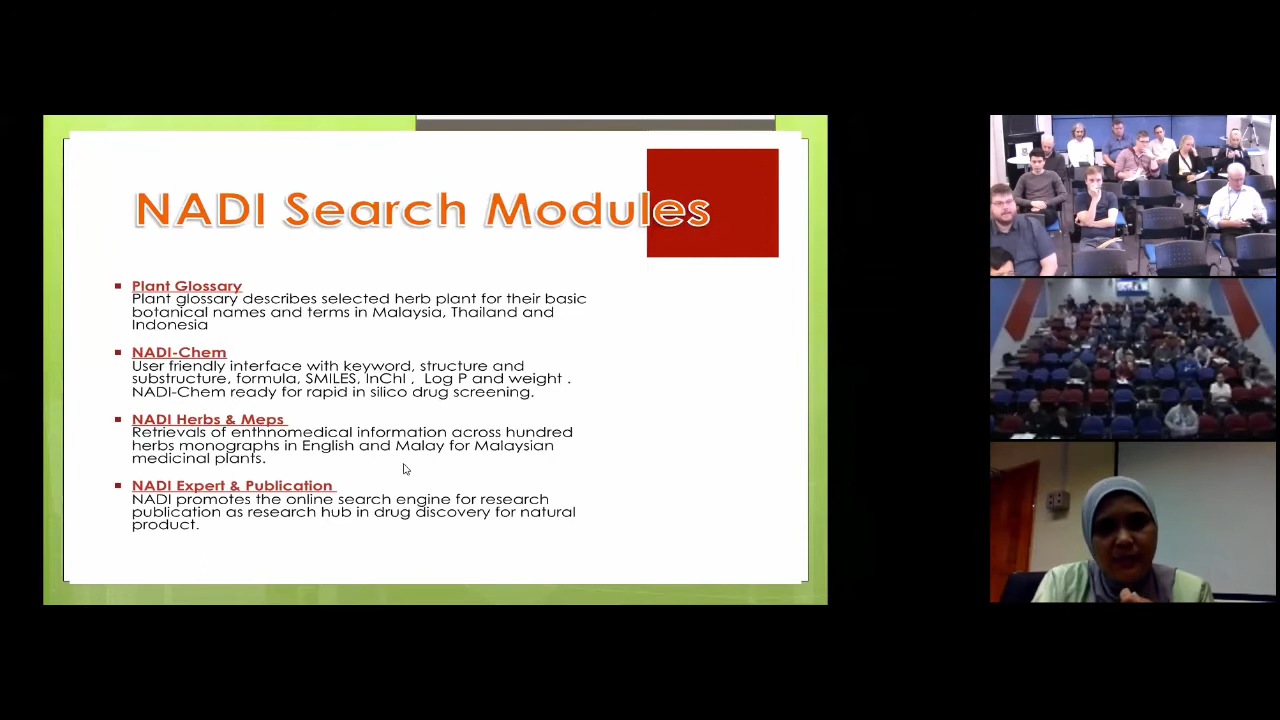 NADI Search Modules
Plant Glossary
Plant glossary describes selected herb plant for their basic
botanical names and terms in Malaysia, Thailand and
Indonesia
NADI-Chem
User friendly interface with keyword, structure and
substructure, formula, SMILES, InChI , Log P and weight .
NADI-Chem ready for rapid in silico drug screening.
NADI Herbs & Meps
Retrievals of enthnomedical information across hundred
herbs monographs in English and Malay for Malaysian
medicinal plants.
NADI Expert & Publication
NADI promotes the online search engine for research
publication as research hub in drug discovery for natural
product.